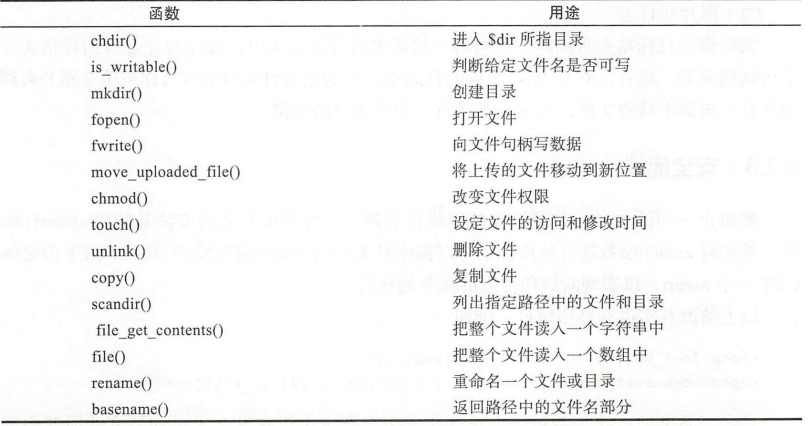 函数 用途
chdir() 进入 $dir 所指目录
is_writable() 判断给定文件名是否可写
mkdir() 创建目录
fopen() 打开文件
fwrite() 向文件句柄写数据
move_uploaded_file() 将上传的文件移动到新位置
chmod() 改变文件权限
touch() 设定文件的访问和修改时间
unlink() 删除文件
copy() 复制文件
scandir() 列出指定路径中的文件和目录
file_get_contents() 把整个文件读入一个字符串中
file() 把整个文件读入一个数组中
rename() 重命名一个文件或目录
basename() 返回路径中的文件名部分